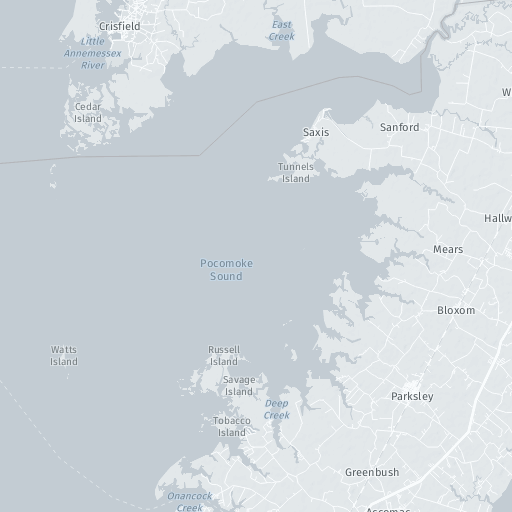 Crisfield
East
Creek
Little
Annemessex
River
W
Cedar
Island
Saxis
Sanford
Tunnels
Island
Hallw
Mears
Pocomoke
Sound
Bloxom
Watts
Island
Russell
Island
Savage
Island
Parksley
Deep
Creek
Tobacco
Island
Greenbush
Onancock
Creek
Accomac